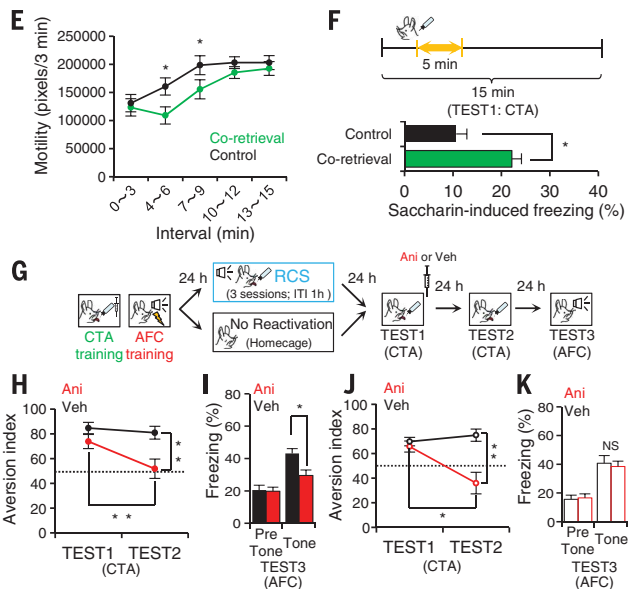 E
Motility (pixels/3 min)
250000
200000
150000
100000
50000
0
*
*
Co-retrieval
Control
0~3
4~6
7~9
10~12
13~15
Interval (min)
F
5 min
15 min
(TEST1: CTA)
Control
Co-retrieval
*
0 10 20 30 40
Saccharin-induced freezing (%)
G
CTA
training
AFC
training
24 h
RCS
(3 sessions; ITI 1h)
No Reactivation
(Homecage)
24 h
Ani or Veh
TEST1
(CTA)
24 h
TEST2
(CTA)
24 h
TEST3
(AFC)
H
Ani
Veh
Aversion index
100
80
60
40
20
0
* *
* *
TEST1 TEST2
(CTA)
I
Ani
Veh
Freezing (%)
80
60
40
20
0
*
Pre
Tone
Tone
TEST3
(AFC)
J
Ani
Veh
Aversion index
100
80
60
40
20
0
* *
*
TEST1 TEST2
(CTA)
K
Ani
Veh
Freezing (%)
80
60
40
20
0
NS
Pre
Tone
Tone
TEST3
(AFC)